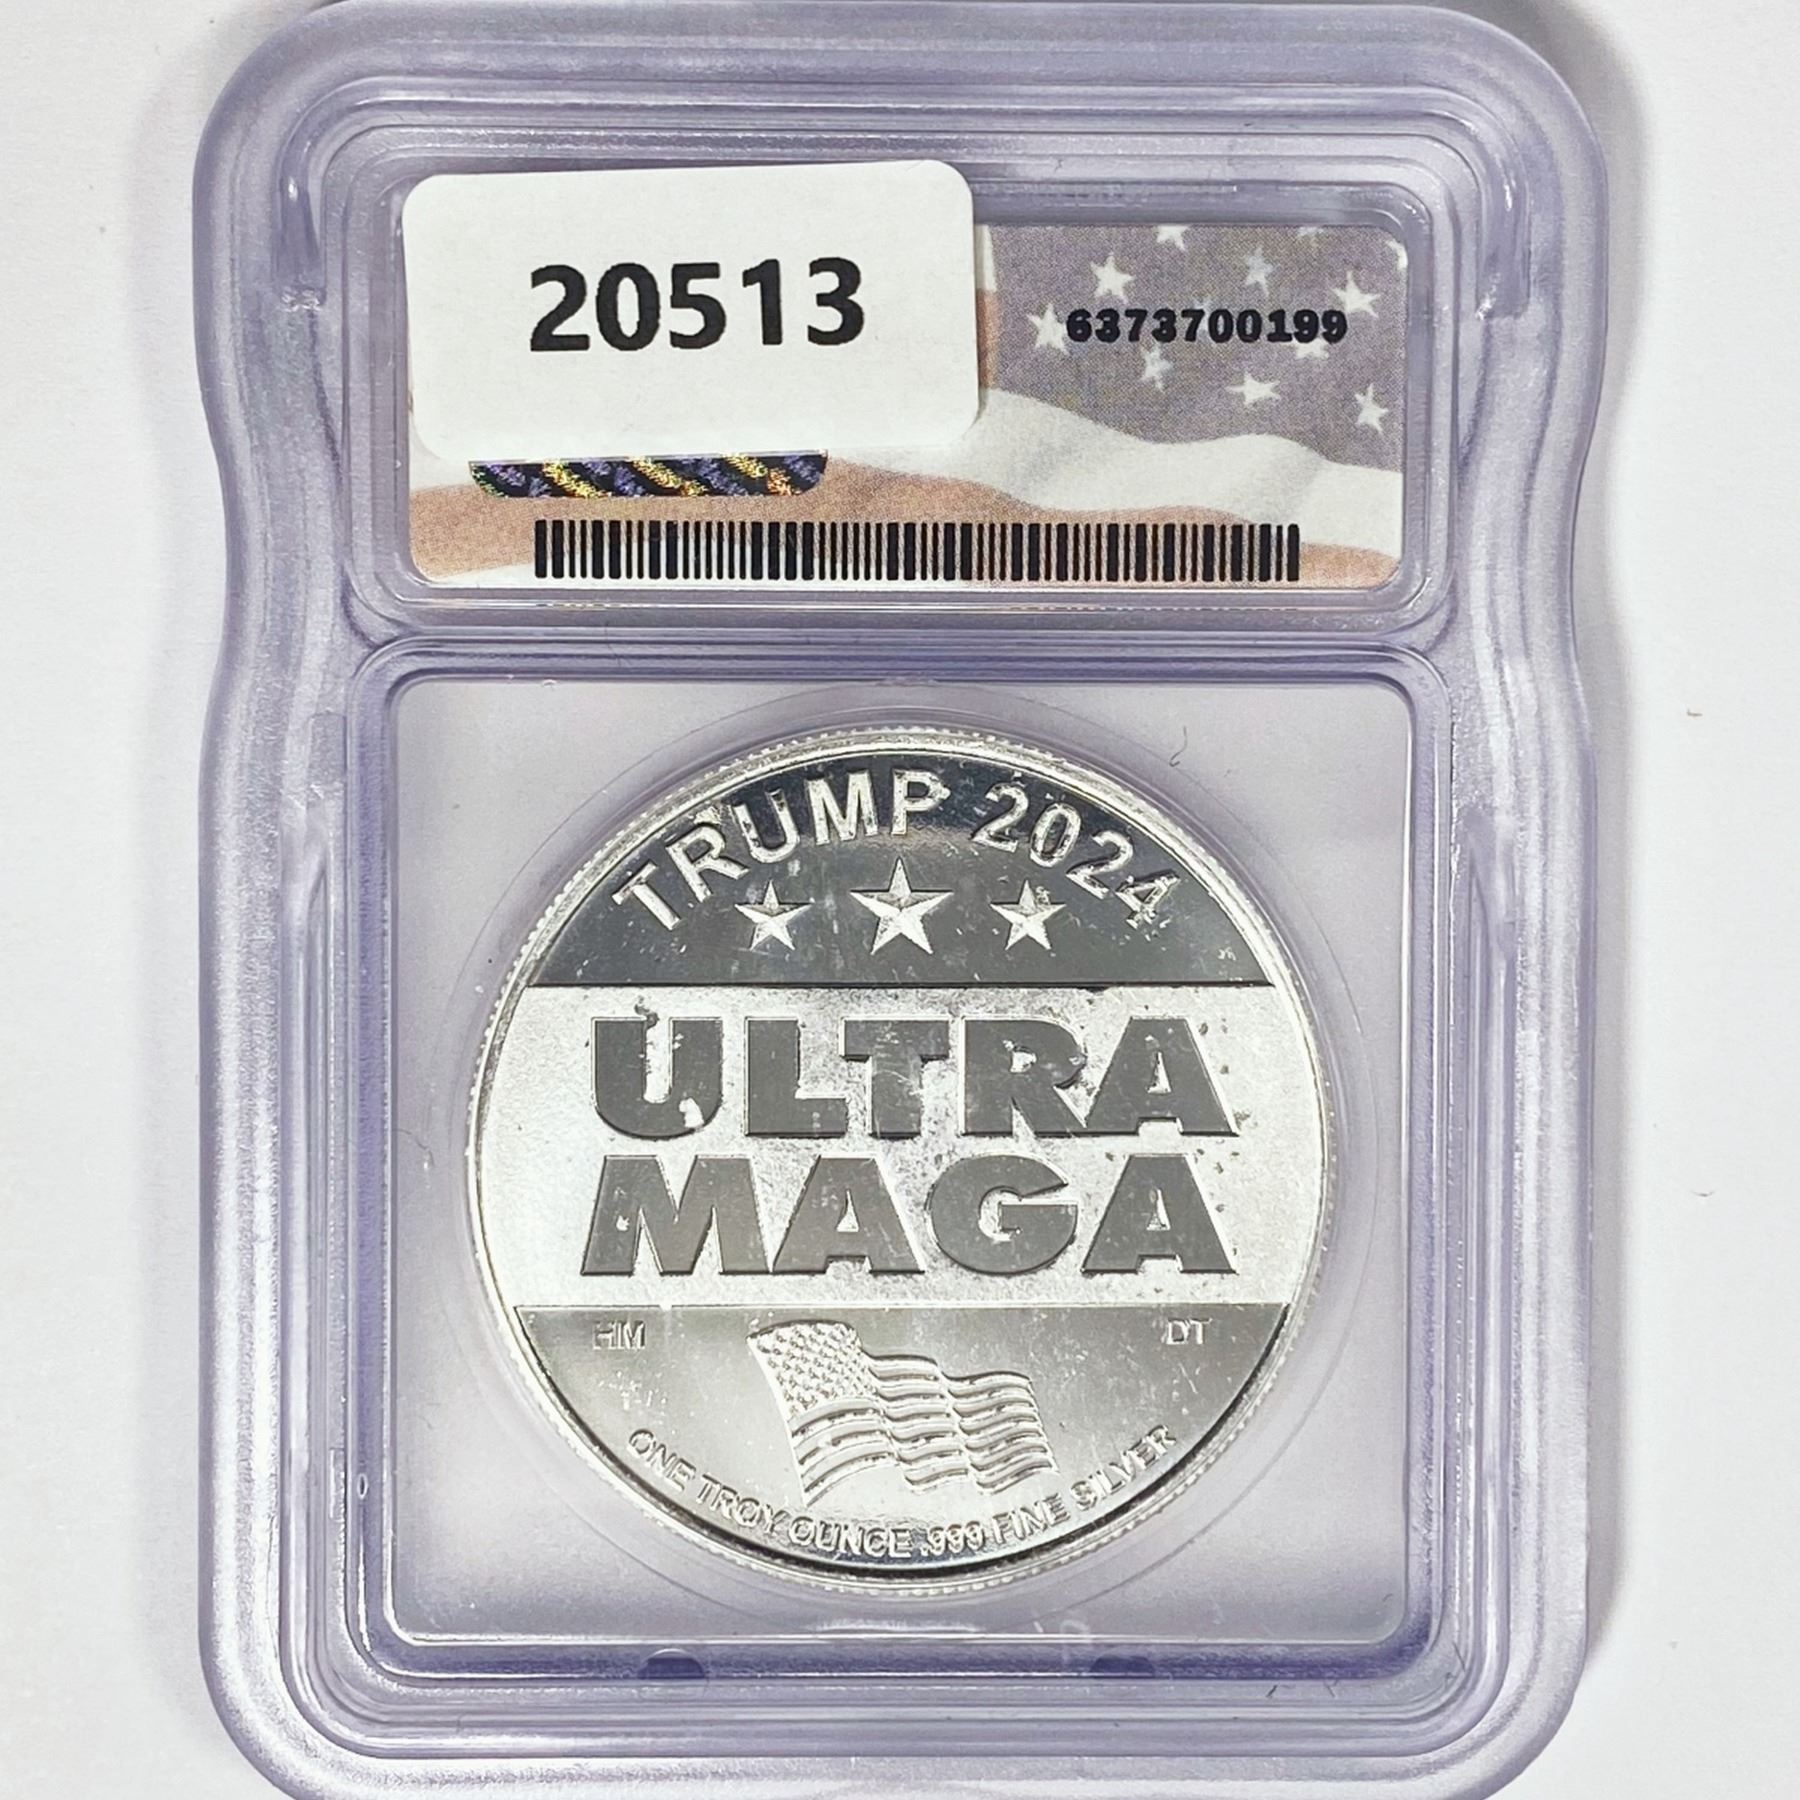 20513
6373700199
TRUMP 2024
ULTRA
MAGA
HM
DT
ONE TROY OUNCE .999 FINE SILVER